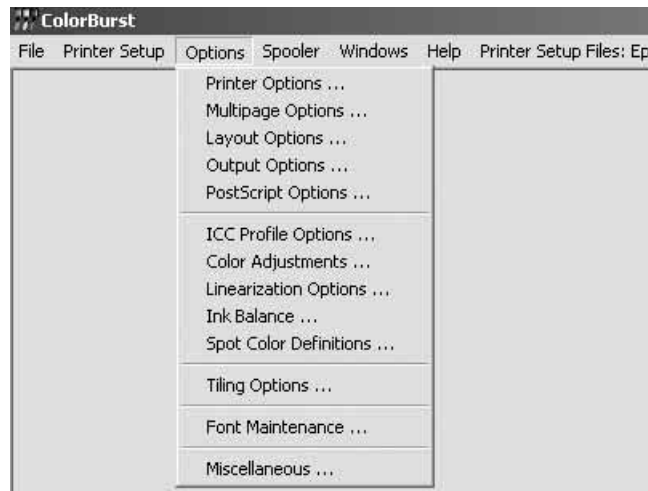 ColorBurst
File Printer Setup Options Spooler Windows Help Printer Setup Files: Ep
Printer Options ...
Multipage Options ...
Layout Options ...
Output Options ...
PostScript Options ...
ICC Profile Options ...
Color Adjustments ...
Linearization Options ...
Ink Balance ...
Spot Color Definitions ...
Tiling Options ...
Font Maintenance ...
Miscellaneous ...